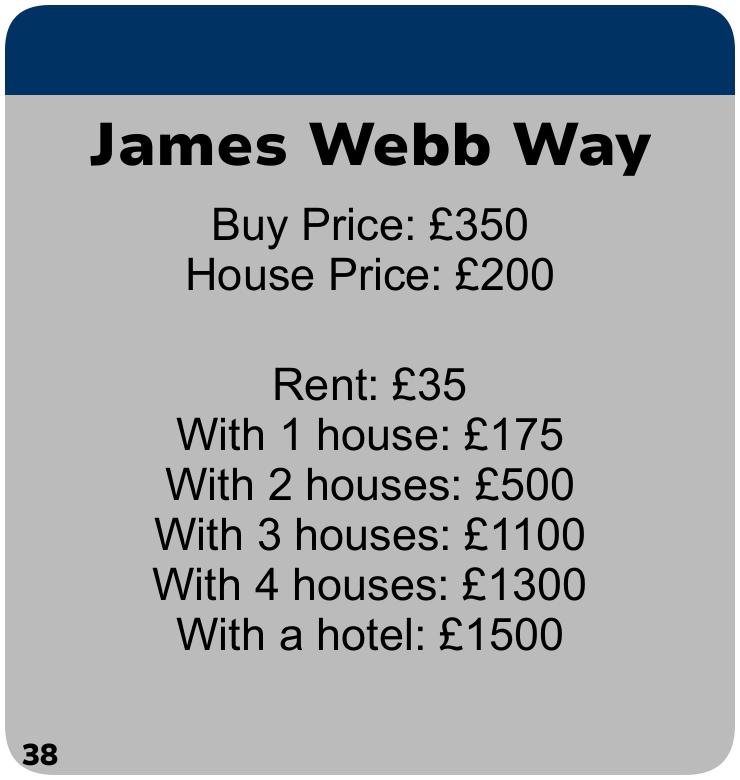 James Webb Way
Buy Price: £350
House Price: £200
Rent: £35
With 1 house: £175
With 2 houses: £500
With 3 houses: £1100
With 4 houses: £1300
With a hotel: £1500
38